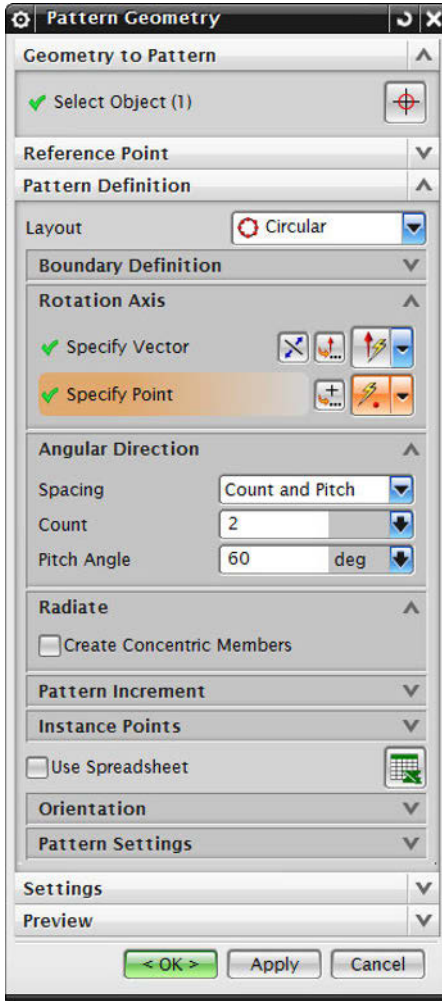 Pattern Geometry
Geometry to Pattern
Select Object (1)
Reference Point
Pattern Definition
Layout Circular
Boundary Definition
Rotation Axis
Specify Vector
Specify Point
Angular Direction
Spacing Count and Pitch
Count 2
Pitch Angle 60 deg
Radiate
Create Concentric Members
Pattern Increment
Instance Points
Use Spreadsheet
Orientation
Pattern Settings
Settings
Preview
< OK > Apply Cancel